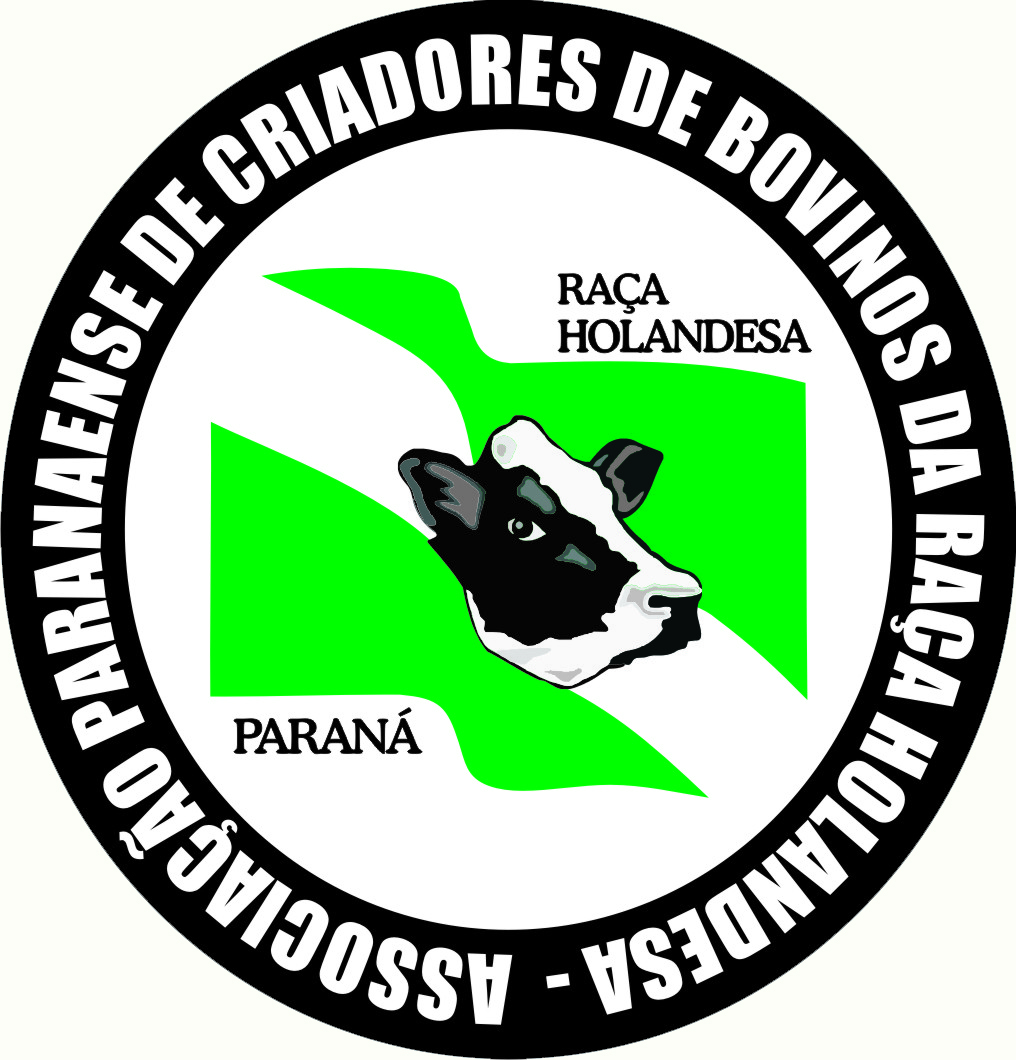 ASSOCIAÇÃO PARANAENSE DE CRIADORES DE BOVINOS DA RAÇA HOLANDESA -
RAÇA
HOLANDESA
PARANÁ